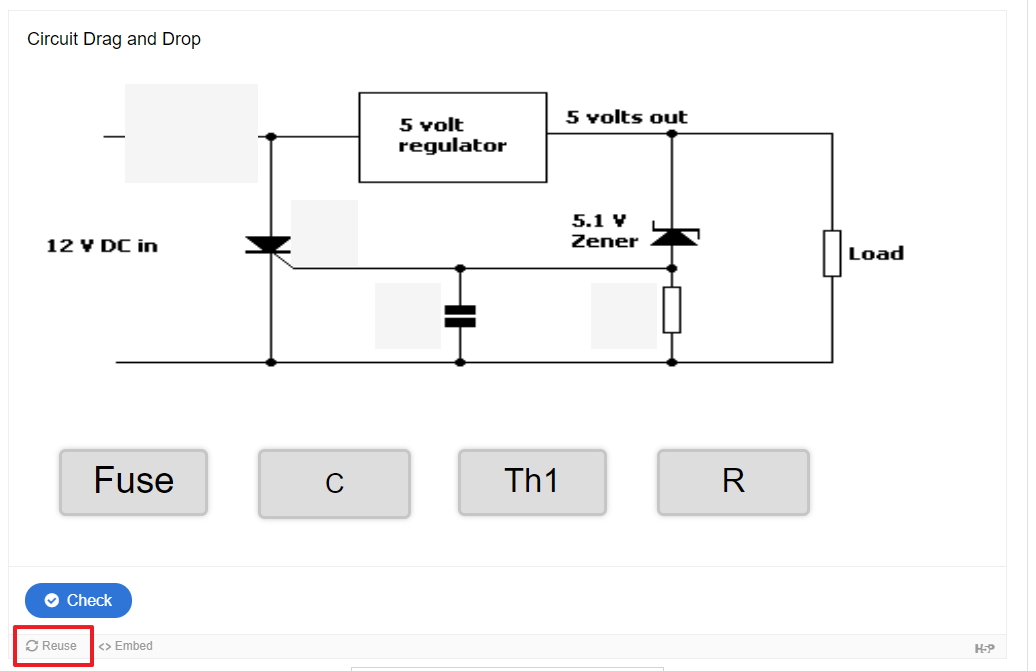 Circuit Drag and Drop
5 volt
regulator
5 volts out
5.1 V
Zener
12 V DC in
Load
Fuse
C
Th1
R
Check
Reuse
<> Embed
H-P